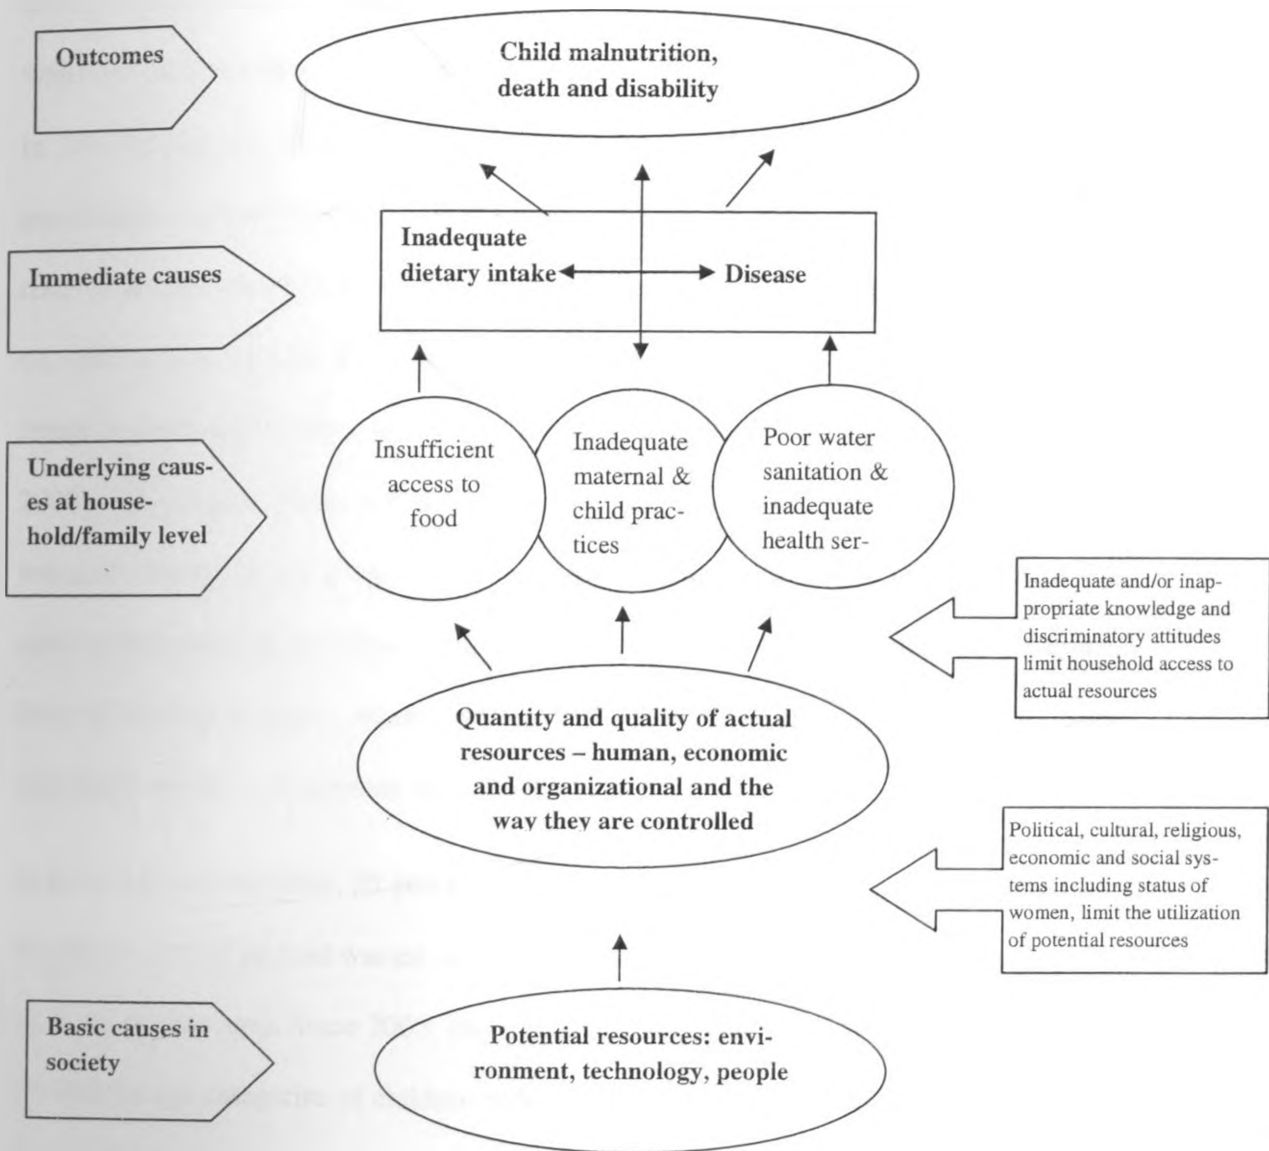 Outcomes
Child malnutrition,
death and disability
Immediate causes
Inadequate
dietary intake
Disease
Underlying caus-
es at house-
hold/family level
Insufficient
access to
food
Inadequate
maternal &
child prac-
tices
Poor water
sanitation &
inadequate
health ser-
Inadequate and/or inap-
propriate knowledge and
discriminatory attitudes
limit household access to
actual resources
Quantity and quality of actual
resources – human, economic
and organizational and the
way they are controlled
Political, cultural, religious,
economic and social sys-
tems including status of
women, limit the utilization
of potential resources
Basic causes in
society
Potential resources: envi-
ronment, technology, people